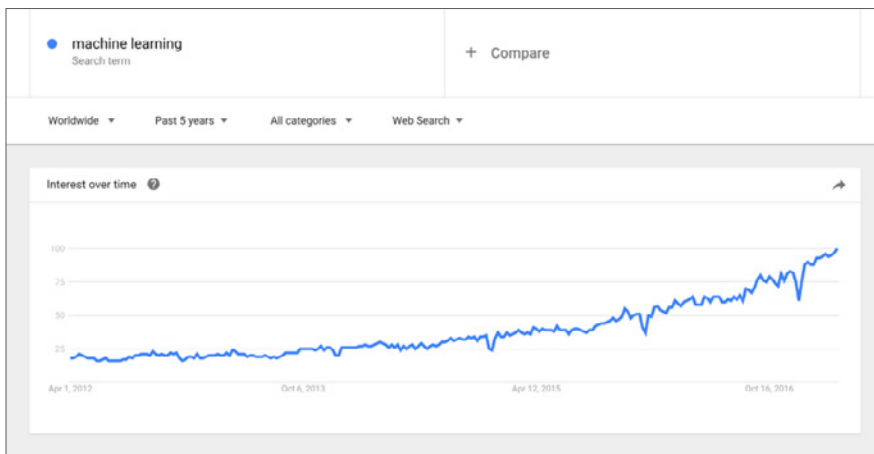 machine learning
Search term
+ Compare
Worldwide Past 5 years All categories Web Search
Interest over time ?
100
75
50
25
Apr 1, 2012 Oct 6, 2013 Apr 12, 2015 Oct 16, 2016